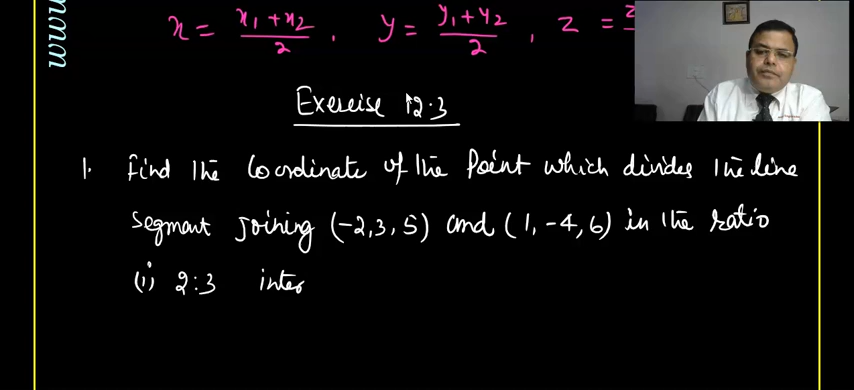 www
x = x₁+x₂/2 , y = y₁+y₂/2 , z = z
Exercise 12.3
1. Find the Coordinate of the Point which divides the line
Segment joining (-2,3,5) and (1,-4,6) in the ratio
(i) 2:3 inter